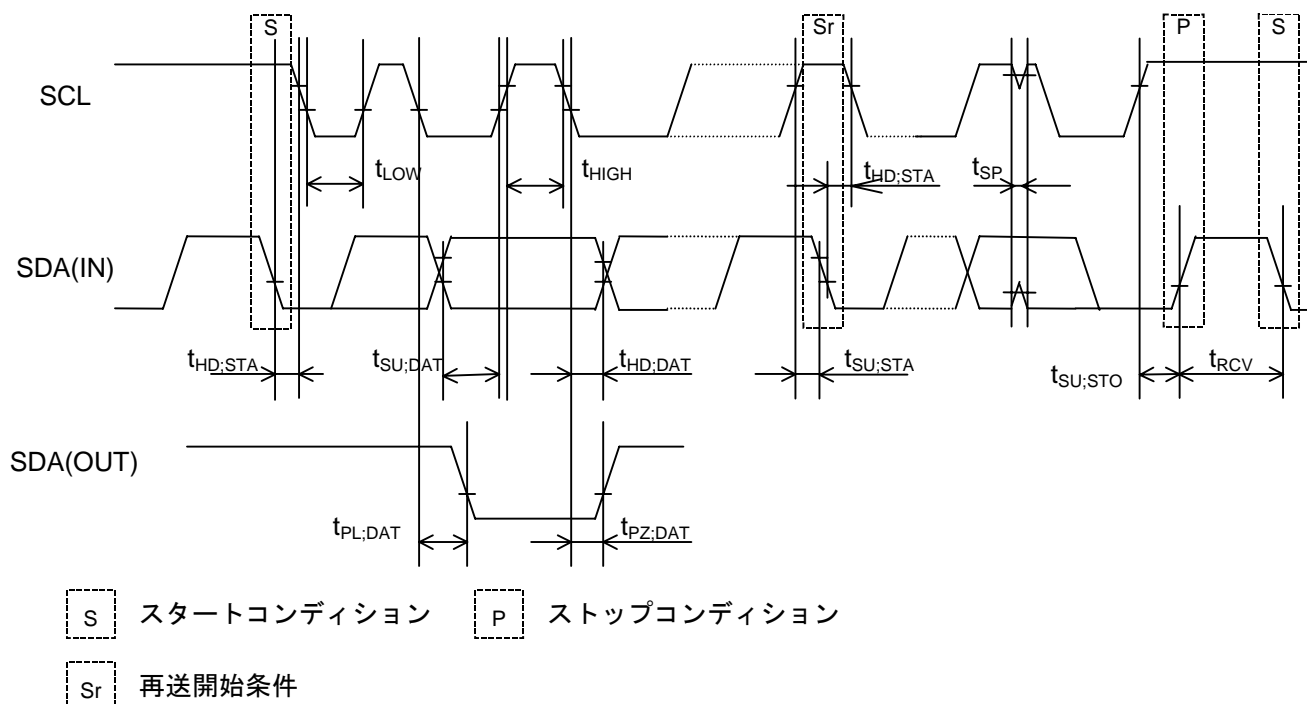 S Sr P S
SCL
tLOW tHIGH tHD;STA tSP
SDA(IN)
tHD;STA tSU;DAT tHD;DAT tSU;STA tSU;STO tRCV
SDA(OUT)
tPL;DAT tPZ;DAT
S スタートコンディション P ストップコンディション
Sr 再送開始条件